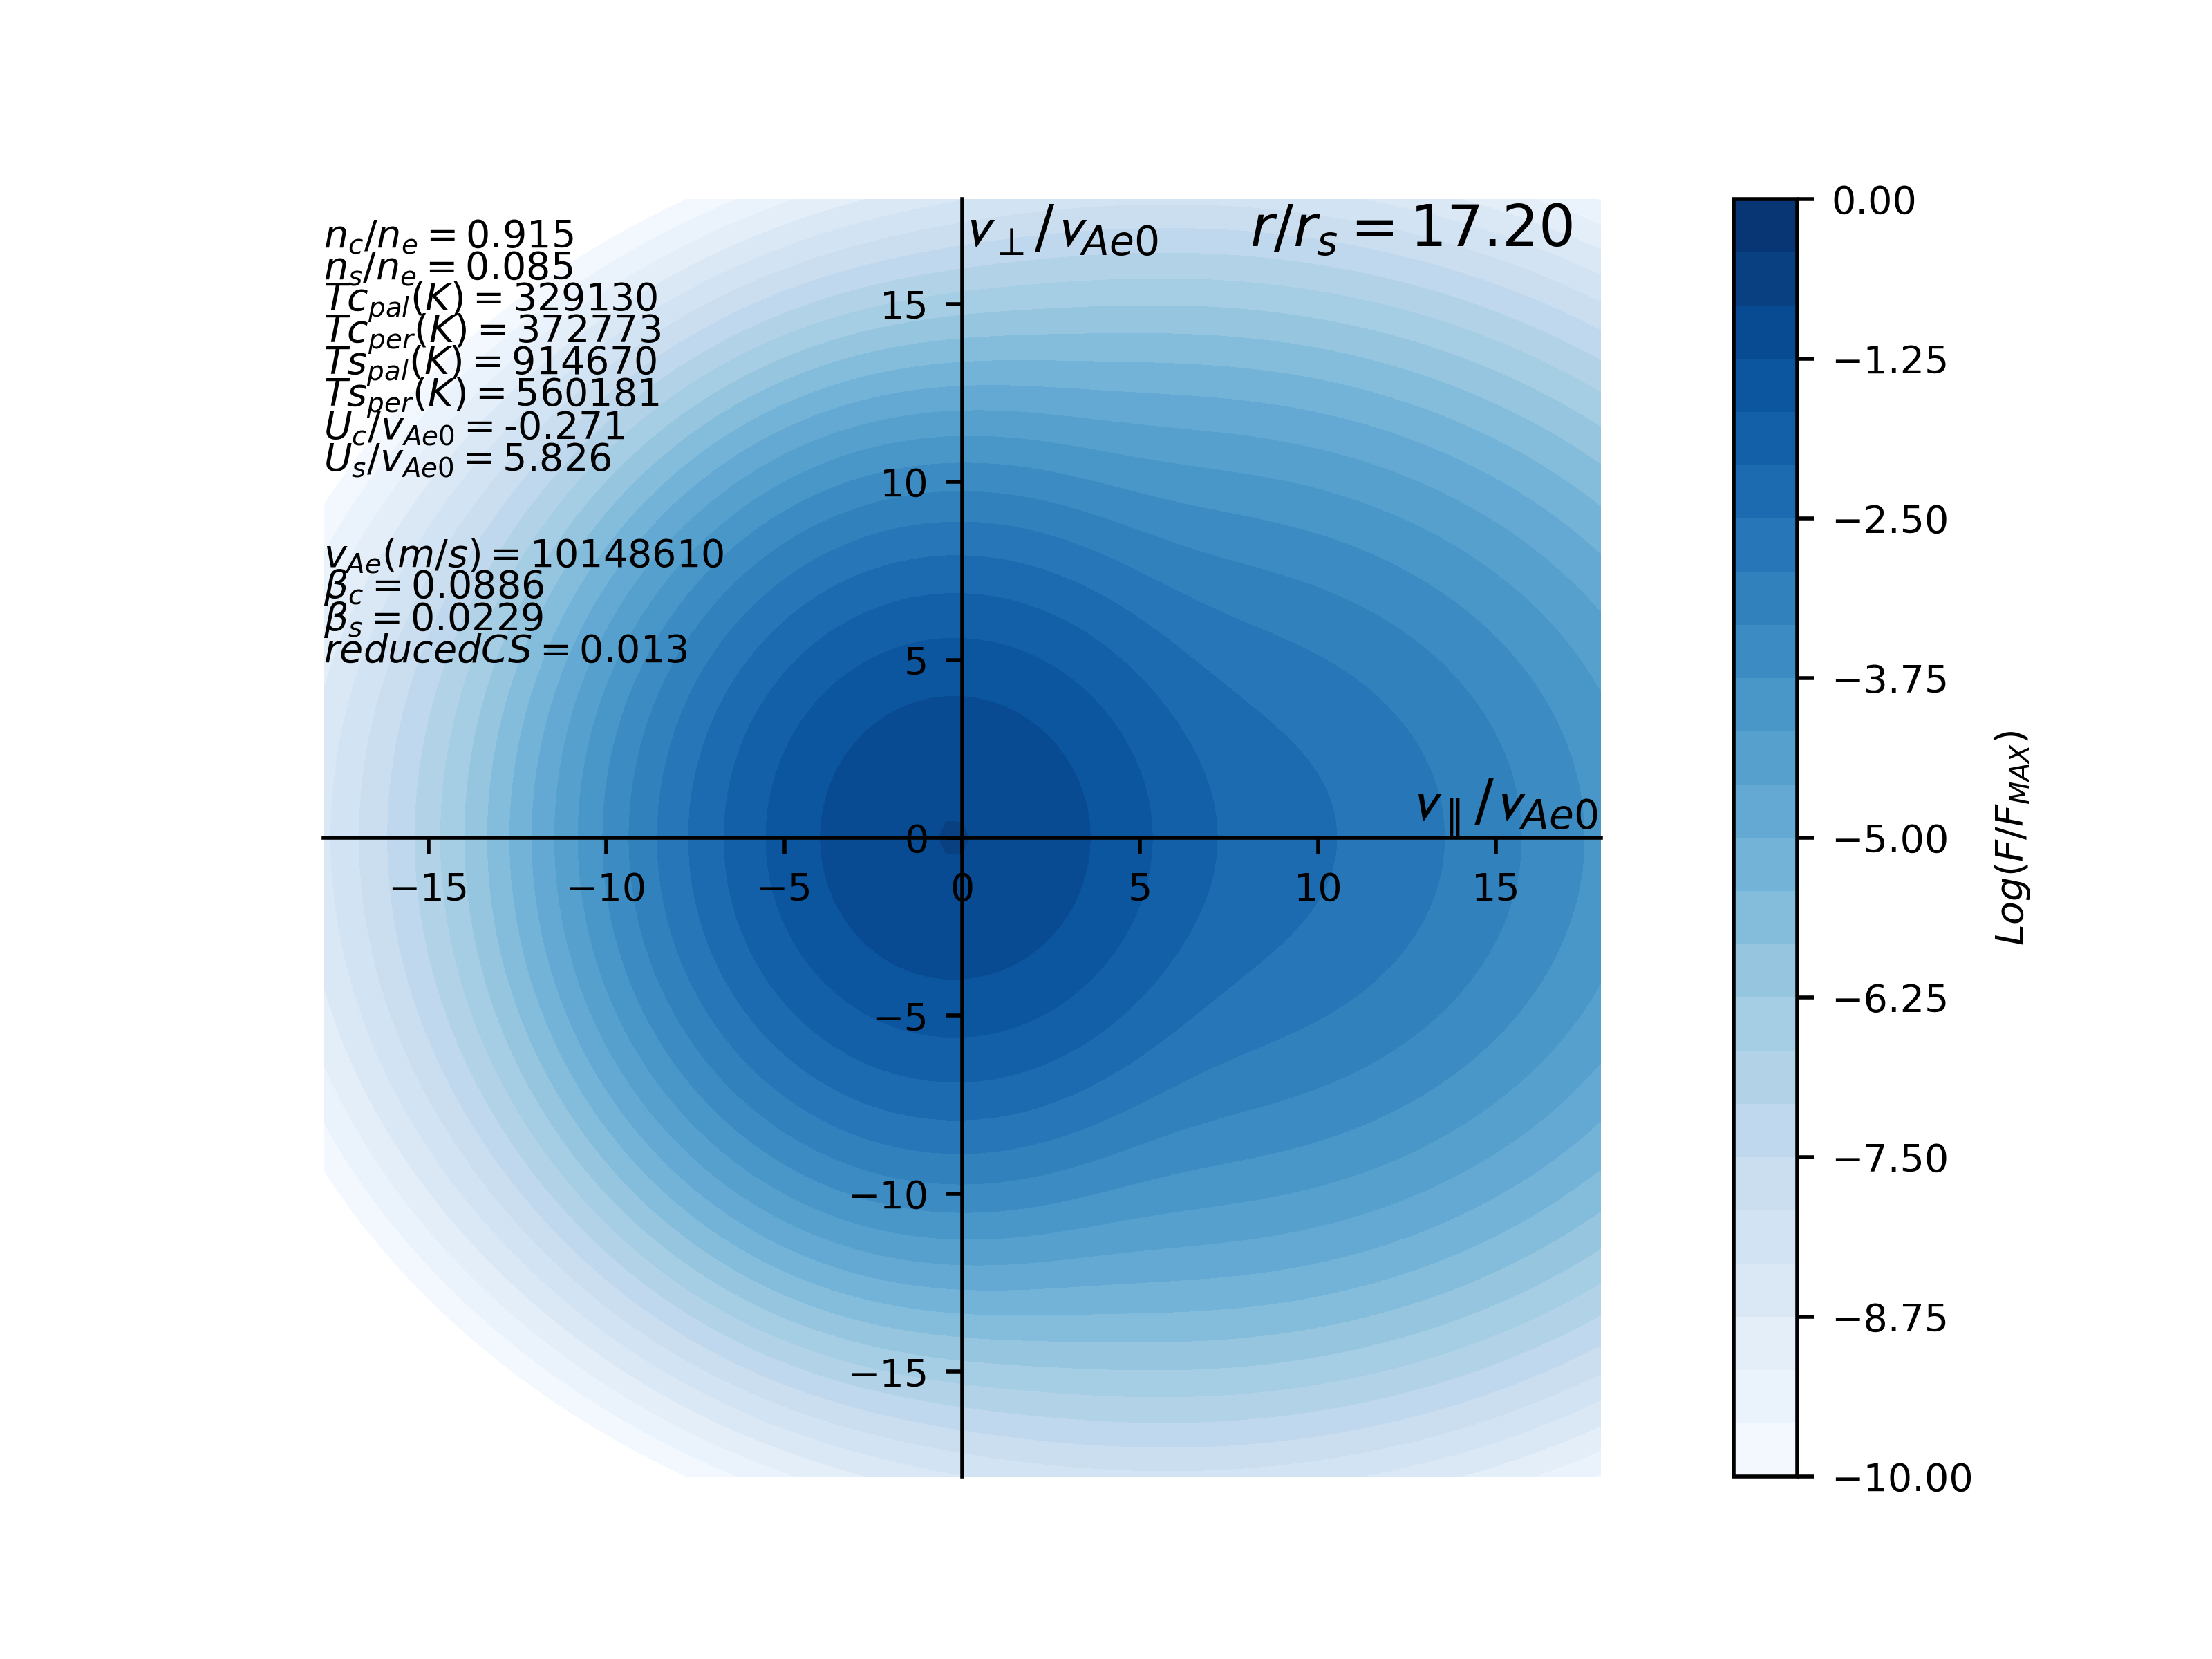 n_c/n_e = 0.915
n_s/n_e = 0.085
Tc_pal(K) = 329130
Tc_per(K) = 372773
Ts_pal(K) = 914670
Ts_per(K) = 560181
U_c/v_Ae0 = -0.271
U_s/v_Ae0 = 5.826
v_Ae(m/s) = 10148610
β_c = 0.0886
β_s = 0.0229
reducedCS = 0.013
v_⊥/v_Ae0
r/r_s = 17.20
15
10
5
0
−5
−10
−15
v_∥/v_Ae0
−15 −10 −5 0 5 10 15
0.00
−1.25
−2.50
−3.75
−5.00
−6.25
−7.50
−8.75
−10.00
Log(F/F_MAX)